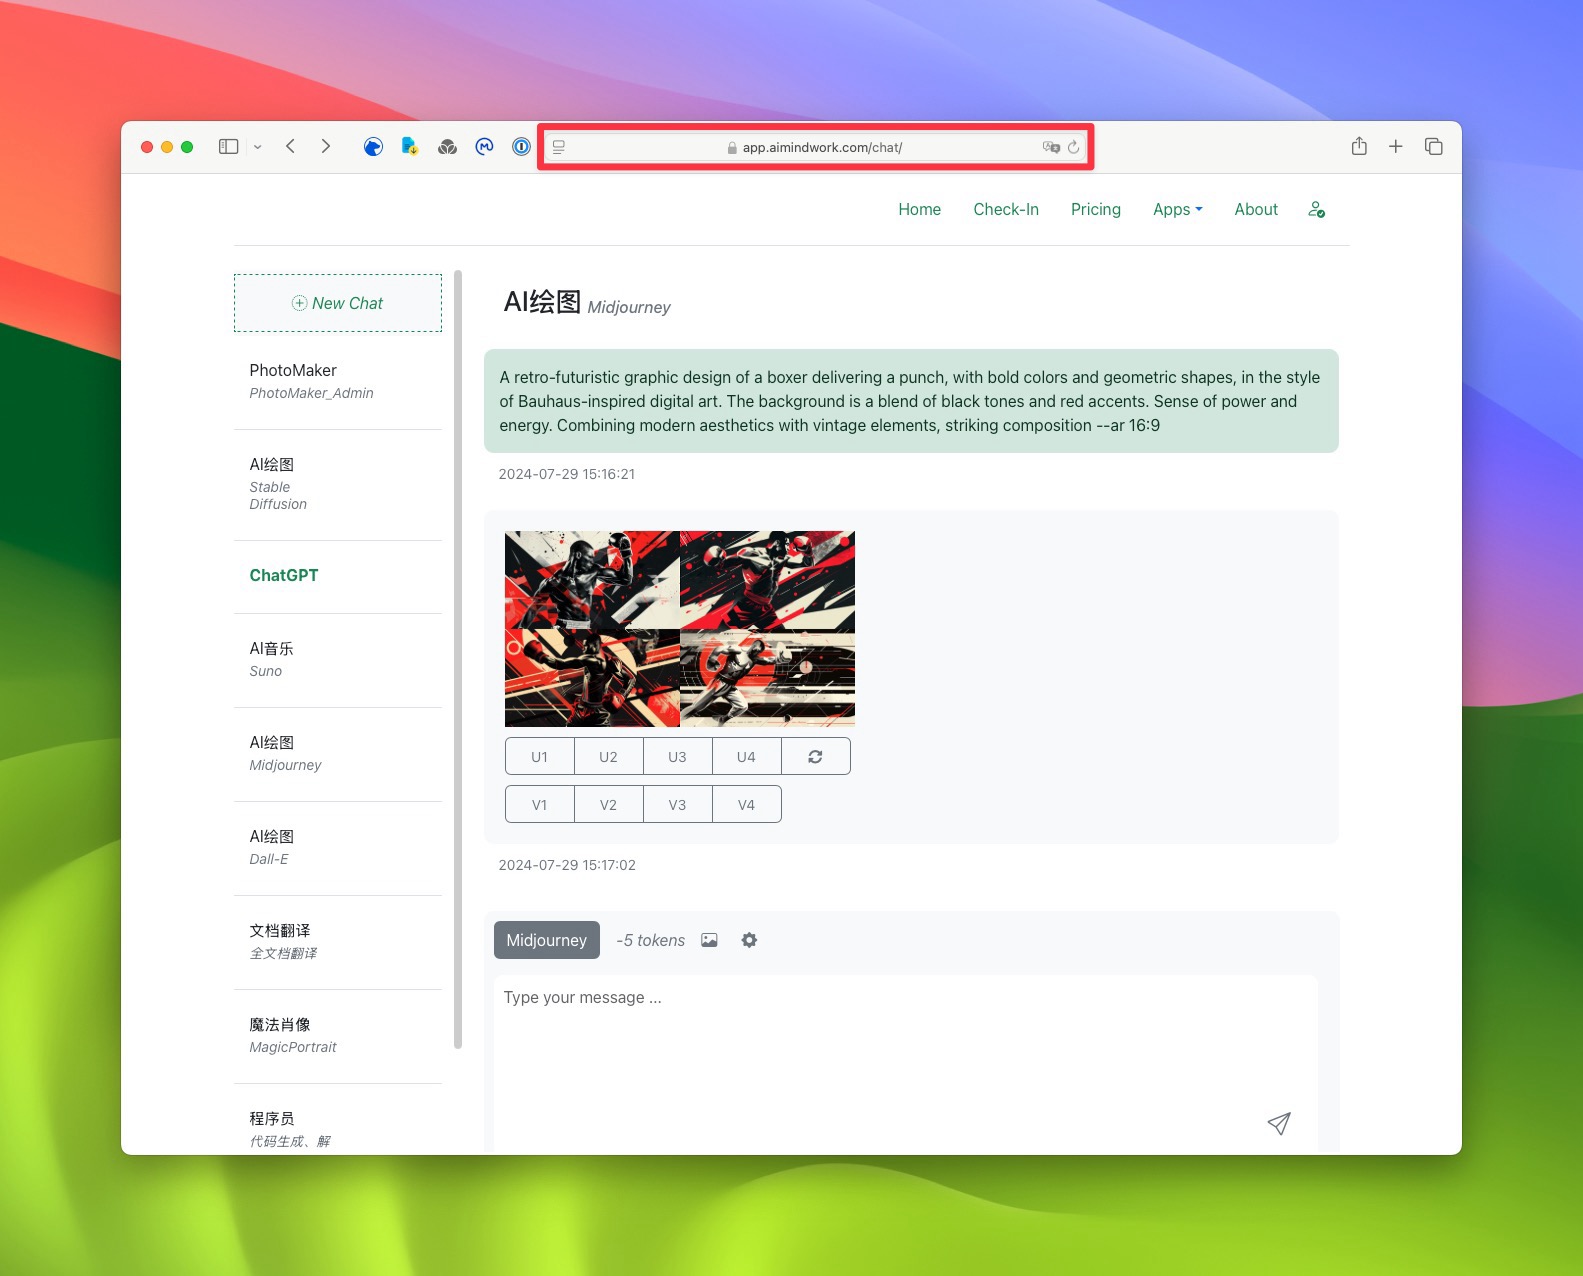 app.aimindwork.com/chat/
Home Check-In Pricing Apps About
New Chat
PhotoMaker
PhotoMaker_Admin
AI绘图
Stable
Diffusion
ChatGPT
AI音乐
Suno
AI绘图
Midjourney
AI绘图
Dall-E
文档翻译
全文档翻译
魔法肖像
MagicPortrait
程序员
代码生成、解
AI绘图 Midjourney
A retro-futuristic graphic design of a boxer delivering a punch, with bold colors and geometric shapes, in the style
of Bauhaus-inspired digital art. The background is a blend of black tones and red accents. Sense of power and
energy. Combining modern aesthetics with vintage elements, striking composition --ar 16:9
2024-07-29 15:16:21
U1 U2 U3 U4
V1 V2 V3 V4
2024-07-29 15:17:02
Midjourney -5 tokens
Type your message ...